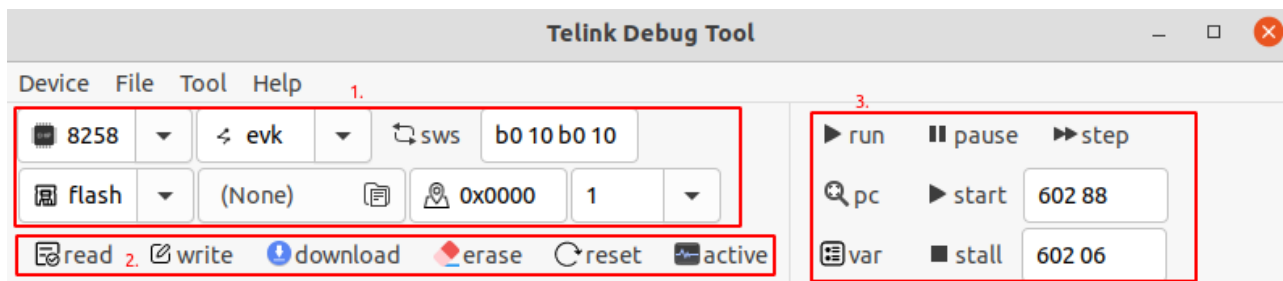 Telink Debug Tool
Device File Tool Help
1.
3.
8258 evk sws b0 10 b0 10
run pause step
flash (None) 0x0000 1
pc start 602 88
read 2. write download erase reset active
var stall 602 06